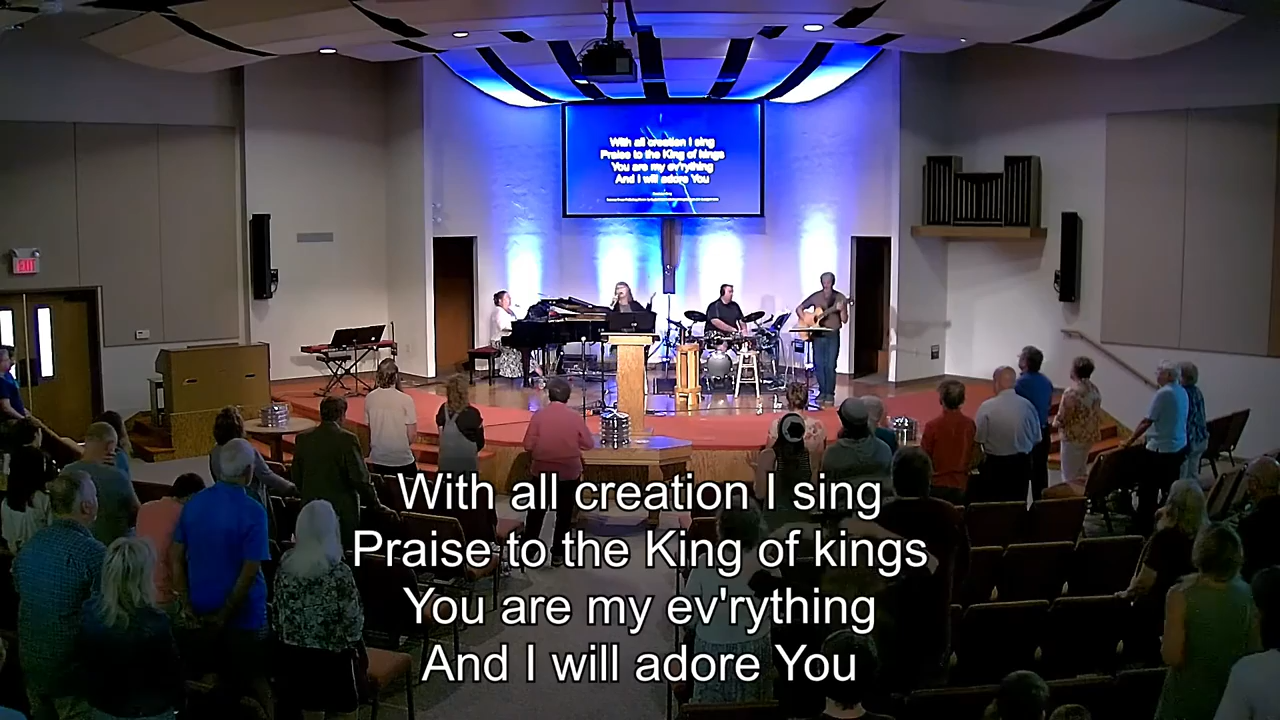 With all creation I sing
Praise to the King of kings
You are my ev'rything
And I will adore You
EXIT
With all creation I sing
Praise to the King of kings
You are my ev'rything
And I will adore You